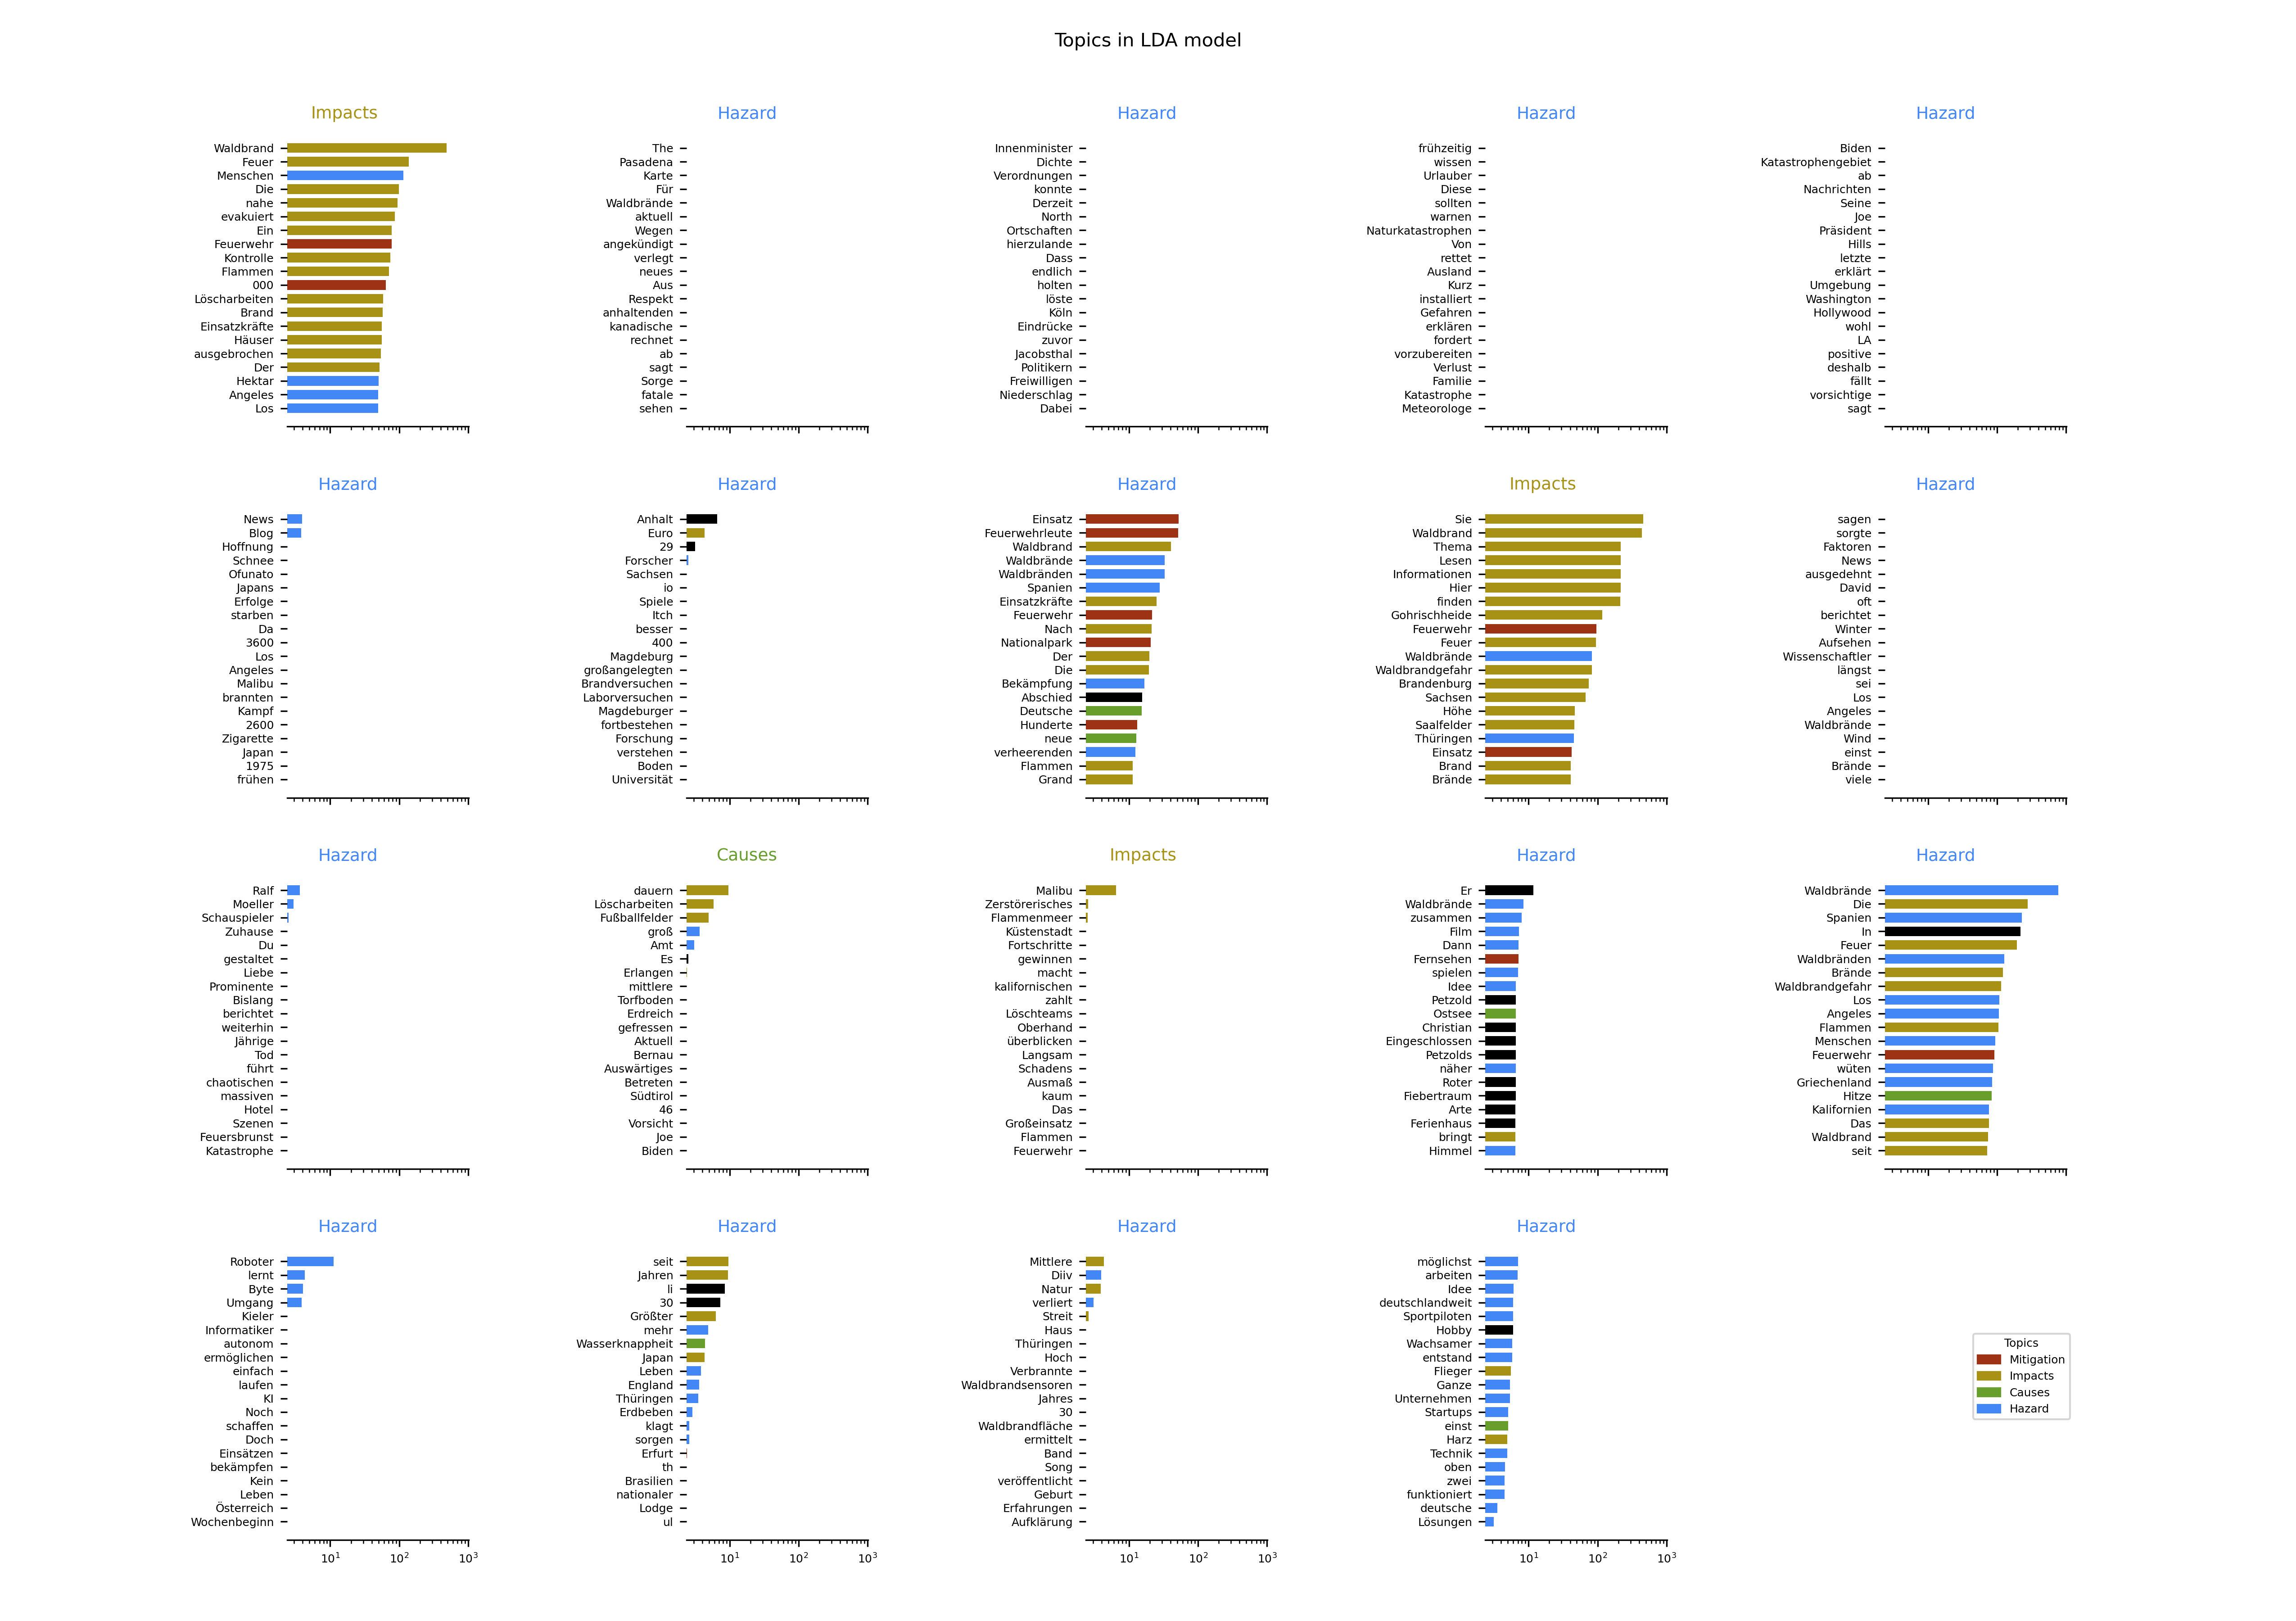 Topics in LDA model
Impacts
Waldbrand
Feuer
Menschen
Die
nahe
evakuiert
Ein
Feuerwehr
Kontrolle
Flammen
000
Löscharbeiten
Brand
Einsatzkräfte
Häuser
ausgebrochen
Der
Hektar
Angeles
Los
Hazard
The
Pasadena
Karte
Für
Waldbrände
aktuell
Wegen
angekündigt
verlegt
neues
Aus
Respekt
anhaltenden
kanadische
rechnet
ab
sagt
Sorge
fatale
sehen
Hazard
Innenminister
Dichte
Verordnungen
konnte
Derzeit
North
Ortschaften
hierzulande
Dass
endlich
holten
löste
Köln
Eindrücke
zuvor
Jacobsthal
Politikern
Freiwilligen
Niederschlag
Dabei
Hazard
frühzeitig
wissen
Urlauber
Diese
sollten
warnen
Naturkatastrophen
Von
rettet
Ausland
Kurz
installiert
Gefahren
erklären
fordert
vorzubereiten
Verlust
Familie
Katastrophe
Meteorologe
Hazard
Biden
Katastrophengebiet
ab
Nachrichten
Seine
Joe
Präsident
Hills
letzte
erklärt
Umgebung
Washington
Hollywood
wohl
LA
positive
deshalb
fällt
vorsichtige
sagt
Hazard
News
Blog
Hoffnung
Schnee
Ofunato
Japans
Erfolge
starben
Da
3600
Los
Angeles
Malibu
brannten
Kampf
2600
Zigarette
Japan
1975
frühen
Hazard
Anhalt
Euro
29
Forscher
Sachsen
io
Spiele
Itch
besser
400
Magdeburg
großangelegten
Brandversuchen
Laborversuchen
Magdeburger
fortbestehen
Forschung
verstehen
Boden
Universität
Hazard
Einsatz
Feuerwehrleute
Waldbrand
Waldbrände
Waldbränden
Spanien
Einsatzkräfte
Feuerwehr
Nach
Nationalpark
Der
Die
Bekämpfung
Abschied
Deutsche
Hunderte
neue
verheerenden
Flammen
Grand
Impacts
Sie
Waldbrand
Thema
Lesen
Informationen
Hier
finden
Gohrischheide
Feuerwehr
Feuer
Waldbrände
Waldbrandgefahr
Brandenburg
Sachsen
Höhe
Saalfelder
Thüringen
Einsatz
Brand
Brände
Hazard
sagen
sorgte
Faktoren
News
ausgedehnt
David
oft
berichtet
Winter
Aufsehen
Wissenschaftler
längst
sei
Los
Angeles
Waldbrände
Wind
einst
Brände
viele
Hazard
Ralf
Moeller
Schauspieler
Zuhause
Du
gestaltet
Liebe
Prominente
Bislang
berichtet
weiterhin
Jährige
Tod
führt
chaotischen
massiven
Hotel
Szenen
Feuersbrunst
Katastrophe
Causes
dauern
Löscharbeiten
Fußballfelder
groß
Amt
Es
Erlangen
mittlere
Torfboden
Erdreich
gefressen
Aktuell
Bernau
Auswärtiges
Betreten
Südtirol
46
Vorsicht
Joe
Biden
Impacts
Malibu
Zerstörerisches
Flammenmeer
Küstenstadt
Fortschritte
gewinnen
macht
kalifornischen
zahlt
Löschteams
Oberhand
überblicken
Langsam
Schadens
Ausmaß
kaum
Das
Großeinsatz
Flammen
Feuerwehr
Hazard
Er
Waldbrände
zusammen
Film
Dann
Fernsehen
spielen
Idee
Petzold
Ostsee
Christian
Eingeschlossen
Petzolds
näher
Roter
Fiebertraum
Arte
Ferienhaus
bringt
Himmel
Hazard
Waldbrände
Die
Spanien
In
Feuer
Waldbränden
Brände
Waldbrandgefahr
Los
Angeles
Flammen
Menschen
Feuerwehr
wüten
Griechenland
Hitze
Kalifornien
Das
Waldbrand
seit
Hazard
Roboter
lernt
Byte
Umgang
Kieler
Informatiker
autonom
ermöglichen
einfach
laufen
KI
Noch
schaffen
Doch
Einsätzen
bekämpfen
Kein
Leben
Österreich
Wochenbeginn
10¹ 10² 10³
Hazard
seit
Jahren
li
30
Größter
mehr
Wasserknappheit
Japan
Leben
England
Thüringen
Erdbeben
klagt
sorgen
Erfurt
th
Brasilien
nationaler
Lodge
ul
10¹ 10² 10³
Hazard
Mittlere
Diiv
Natur
verliert
Streit
Haus
Thüringen
Hoch
Verbrannte
Waldbrandsensoren
Jahres
30
Waldbrandfläche
ermittelt
Band
Song
veröffentlicht
Geburt
Erfahrungen
Aufklärung
10¹ 10² 10³
Hazard
möglichst
arbeiten
Idee
deutschlandweit
Sportpiloten
Hobby
Wachsamer
entstand
Flieger
Ganze
Unternehmen
Startups
einst
Harz
Technik
oben
zwei
funktioniert
deutsche
Lösungen
10¹ 10² 10³
Topics
Mitigation
Impacts
Causes
Hazard